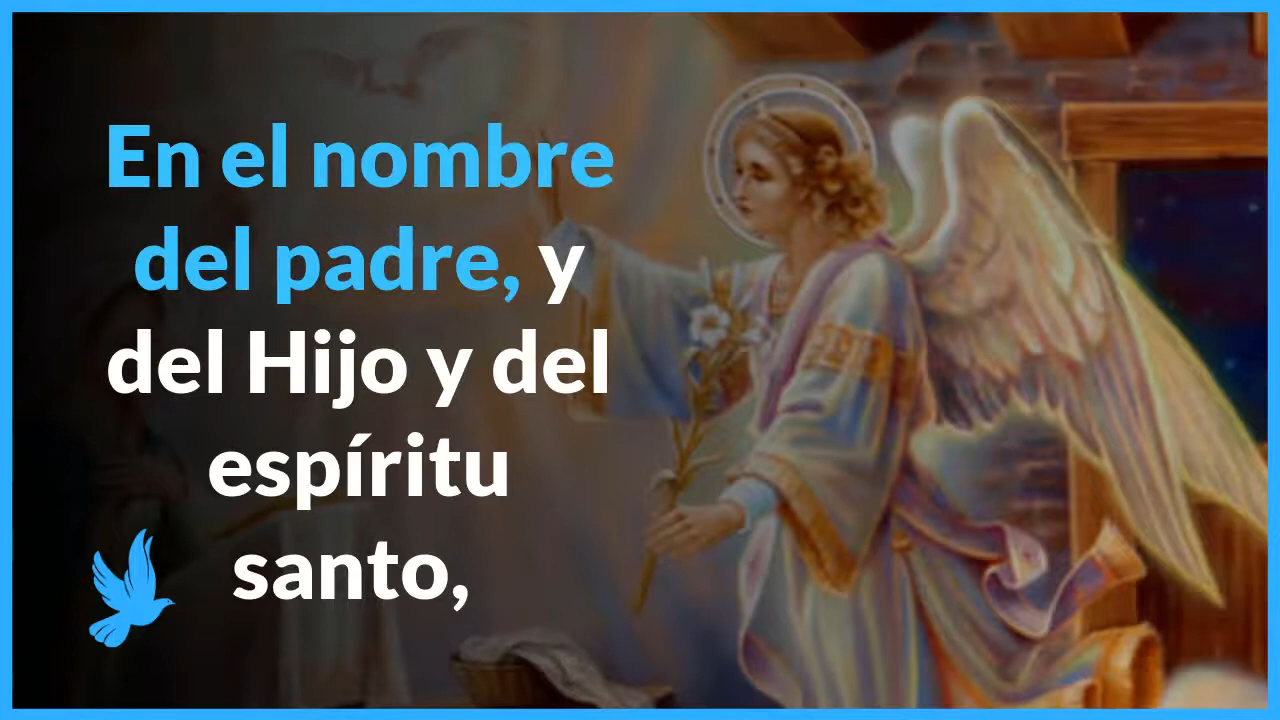 En el nombre
del padre, y
del Hijo y del
espíritu
santo,